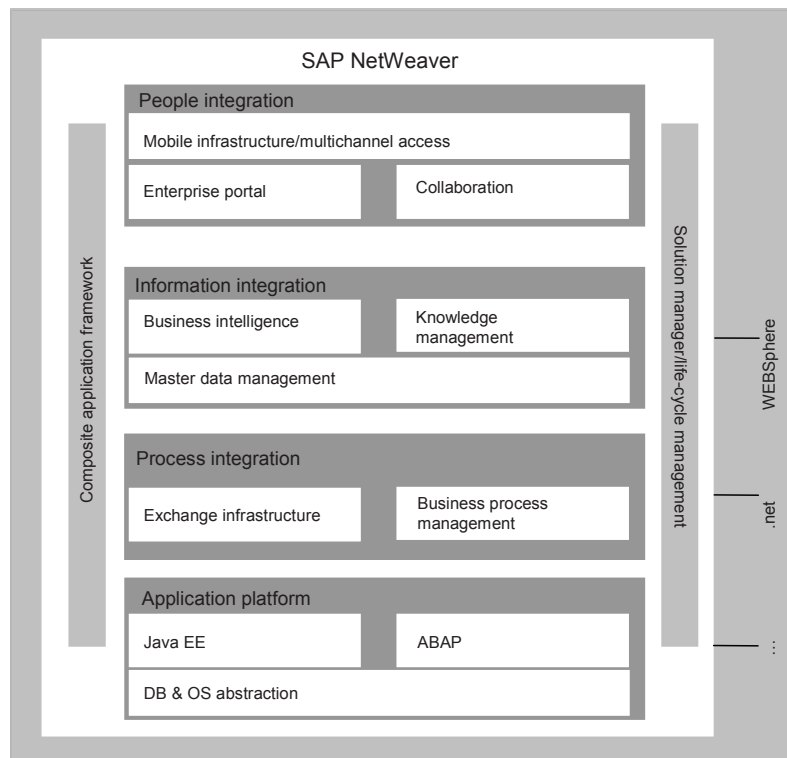 SAP NetWeaver
People integration
Mobile infrastructure/multichannel access
Enterprise portal
Collaboration
Information integration
Business intelligence
Knowledge
management
Master data management
Process integration
Exchange infrastructure
Business process
management
Application platform
Java EE
ABAP
DB & OS abstraction
Composite application framework
Solution manager/life-cycle management
WEBSphere
.net
...